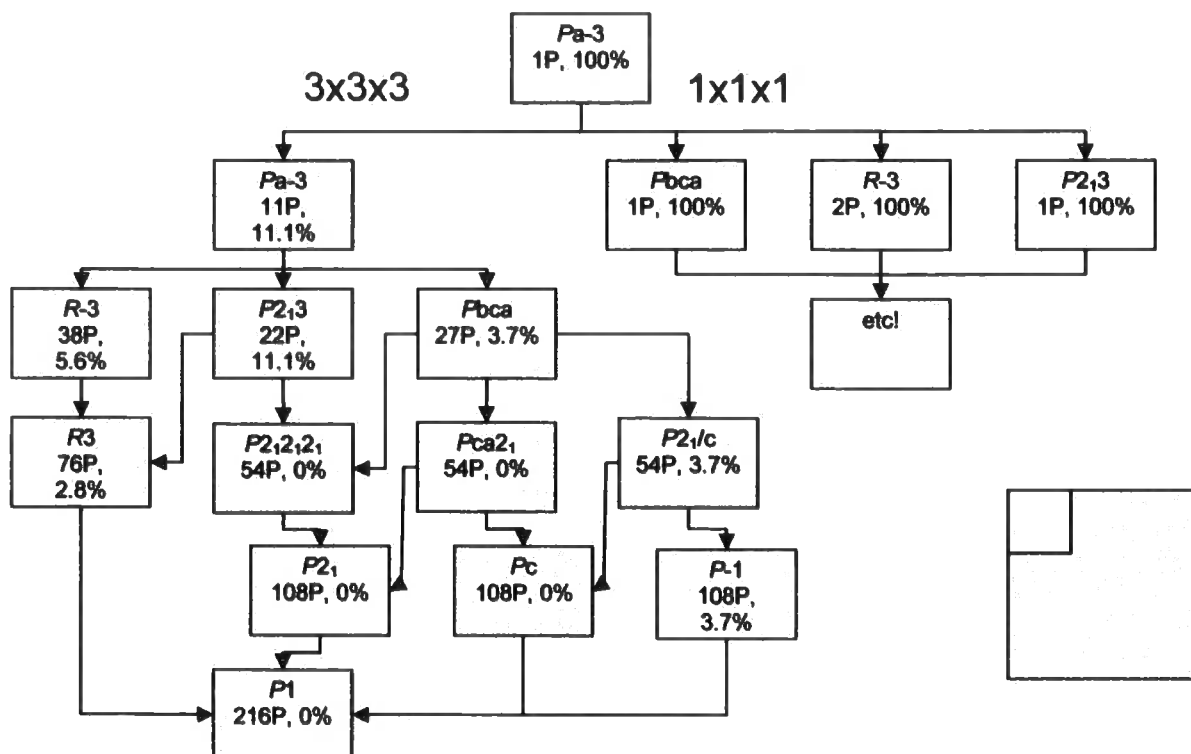 Pa-3
1P, 100%
3x3x3
1x1x1
Pa-3
11P,
11.1%
Pbca
1P, 100%
R-3
2P, 100%
P2₁3
1P, 100%
R-3
38P,
5.6%
P2₁3
22P,
11.1%
Pbca
27P, 3.7%
etc!
R3
76P,
2.8%
P2₁2₁2₁
54P, 0%
Pca2₁
54P, 0%
P2₁/c
54P, 3.7%
P2₁
108P, 0%
Pc
108P, 0%
P-1
108P,
3.7%
P1
216P, 0%